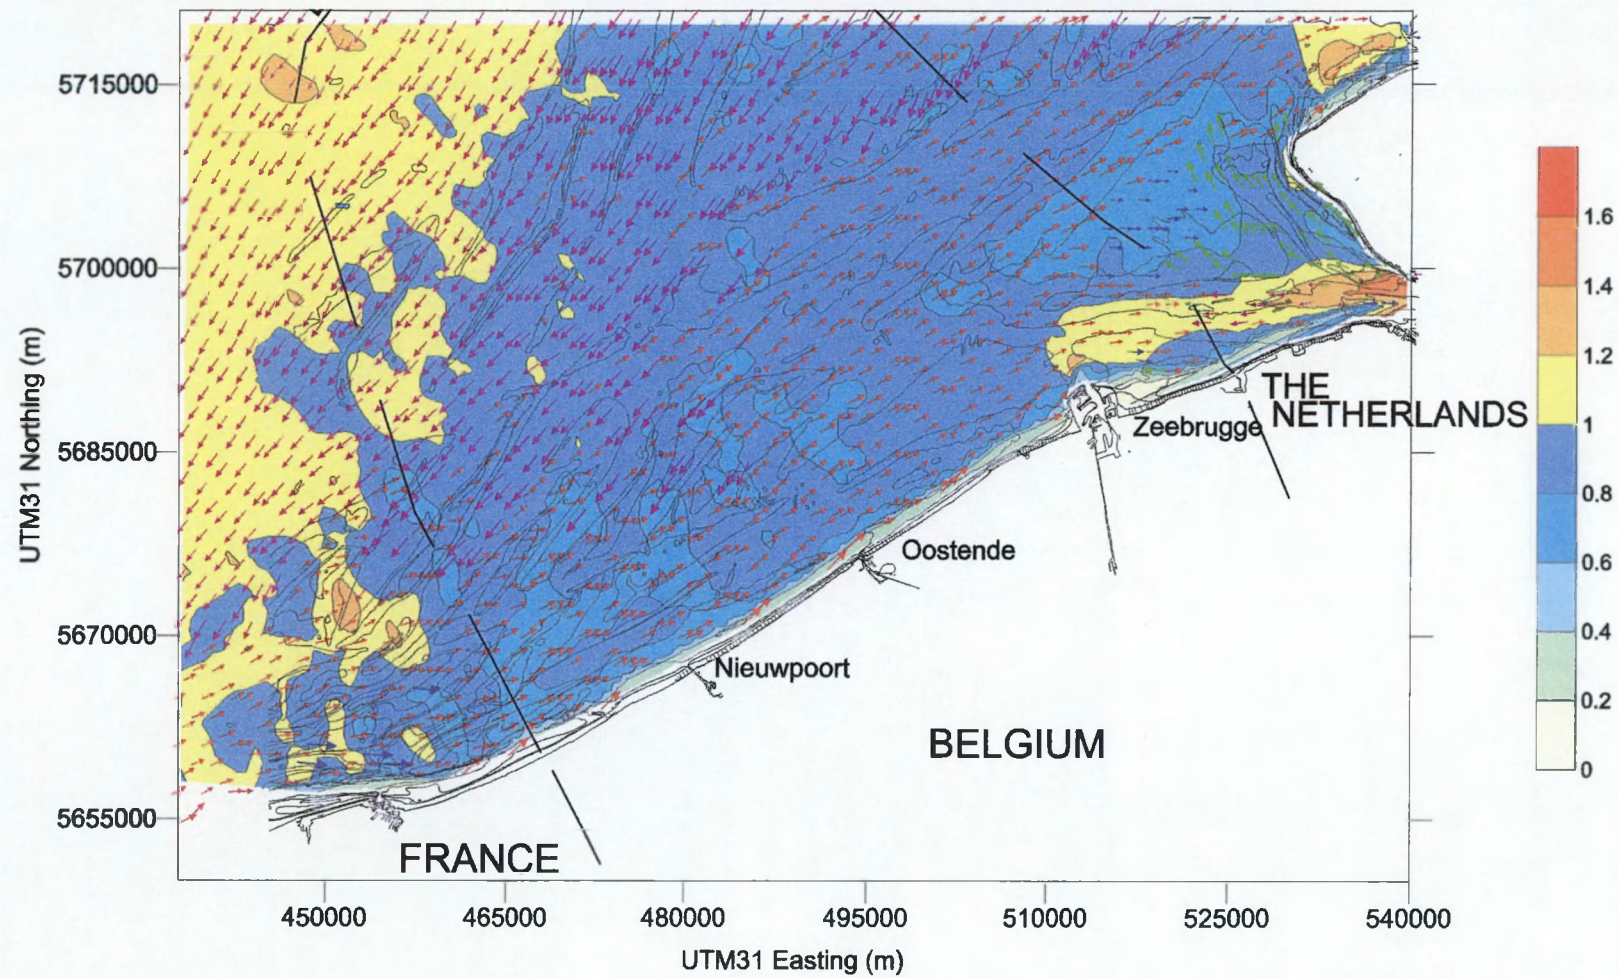 5715000
5700000
5685000
5670000
5655000
UTM31 Northing (m)
THE
NETHERLANDS
Zeebrugge
Oostende
Nieuwpoort
BELGIUM
FRANCE
450000
465000
480000
495000
510000
525000
540000
UTM31 Easting (m)
1.6
1.4
1.2
1
0.8
0.6
0.4
0.2
0